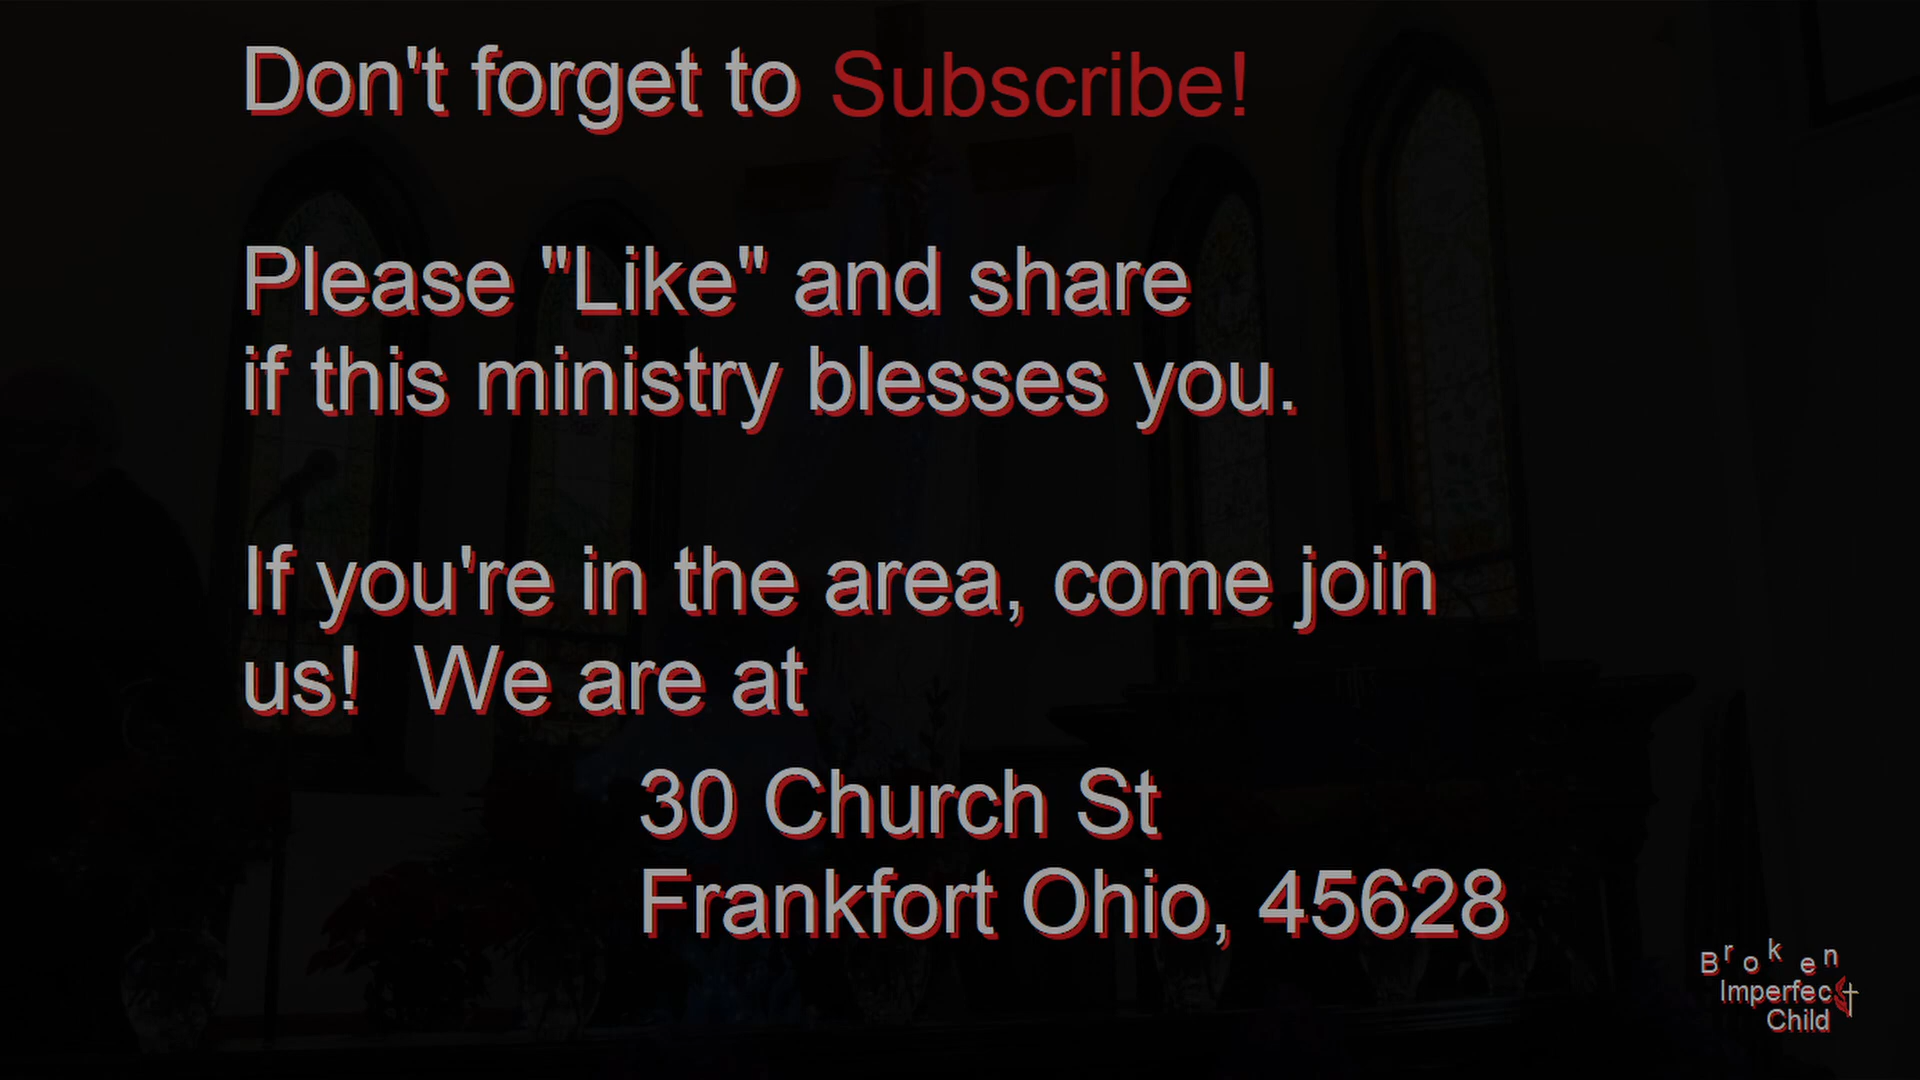 Don't forget to Subscribe!
Please "Like" and share
if this ministry blesses you.
If you're in the area, come join
us!  We are at
30 Church St
Frankfort Ohio, 45628
Broken
Imperfect
Child